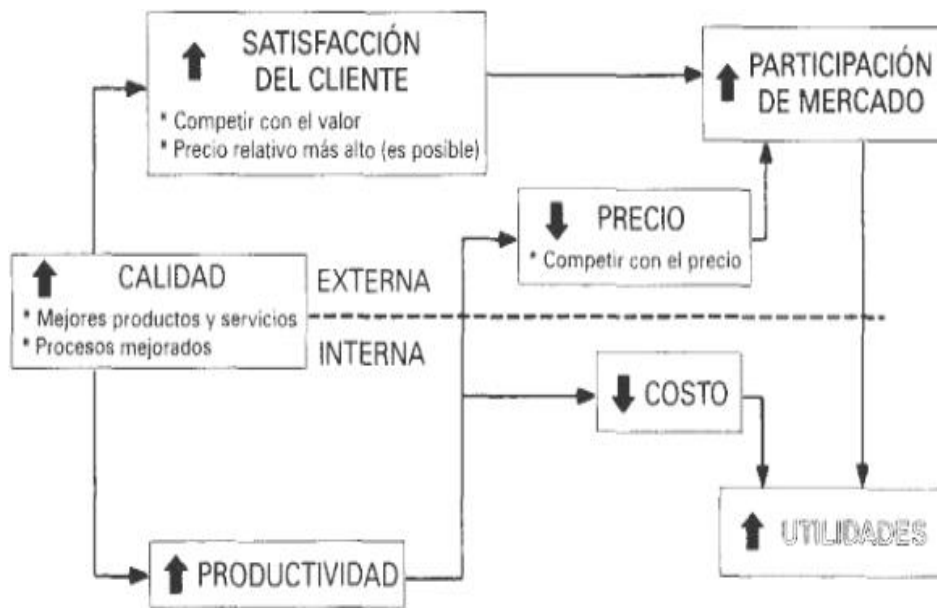 SATISFACCIÓN
DEL CLIENTE
* Competir con el valor
* Precio relativo más alto (es posible)
PARTICIPACIÓN
DE MERCADO
PRECIO
* Competir con el precio
CALIDAD
* Mejores productos y servicios
* Procesos mejorados
EXTERNA
INTERNA
COSTO
UTILIDADES
PRODUCTIVIDAD